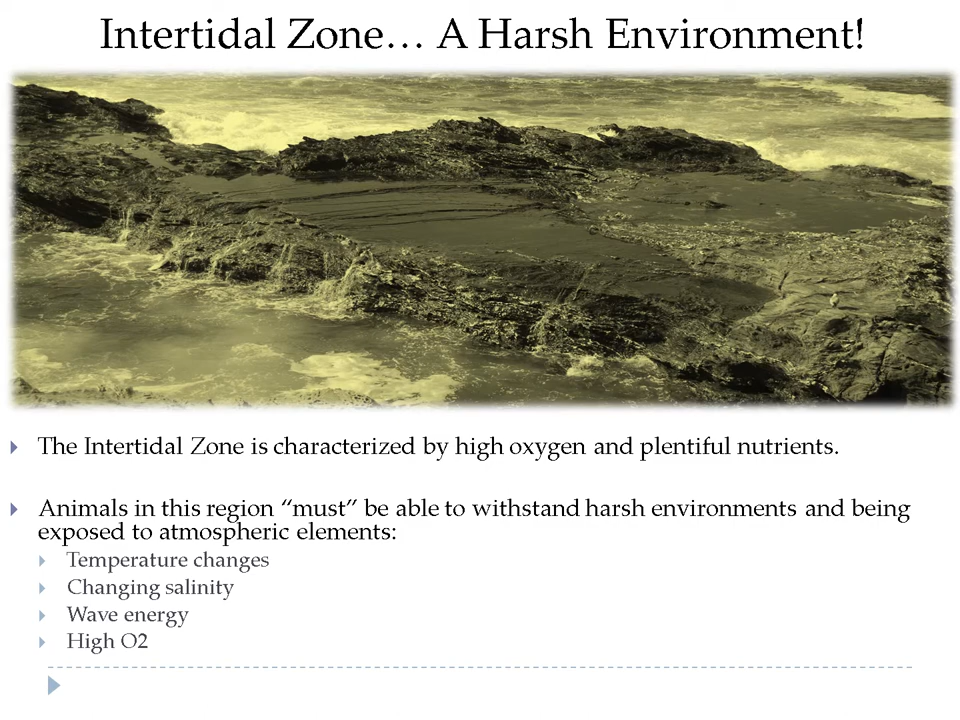 Intertidal Zone… A Harsh Environment!
The Intertidal Zone is characterized by high oxygen and plentiful nutrients.
Animals in this region “must” be able to withstand harsh environments and being
exposed to atmospheric elements:
Temperature changes
Changing salinity
Wave energy
High O2